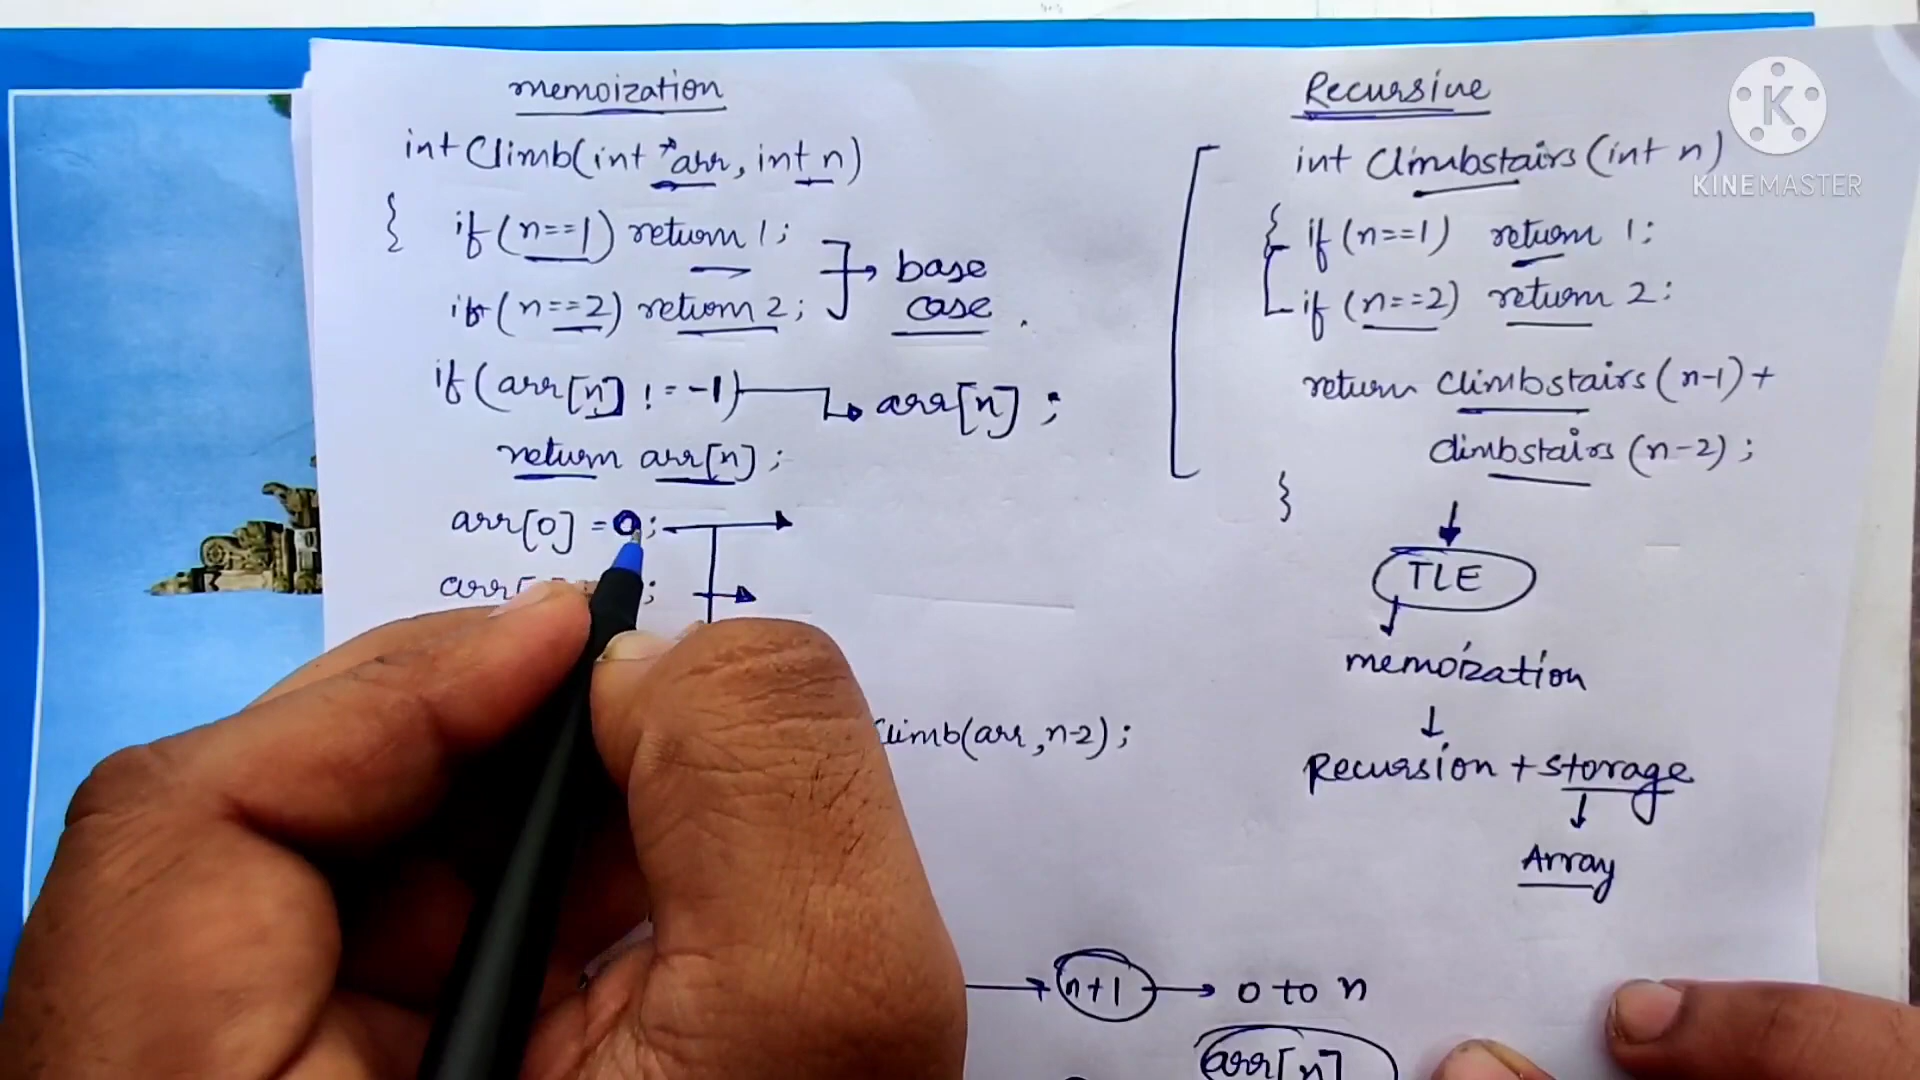 memoization
int Climb(int *arr, int n)
{ if (n==1) return 1;
if (n==2) return 2;
base
case
if (arr[n] != -1) arr[n] ;
return arr[n] ;
arr[0] = 0;
arr[
;
Climb(arr, n-2);
n+1 → 0 to n
arr[n]
Recursive
int Climbstairs (int n)
{ if (n==1) return 1;
if (n==2) return 2;
return Climbstairs (n-1) +
climbstairs (n-2) ;
}
TLE
memoization
↓
Recursion + storage
↓
Array
K
KINEMASTER